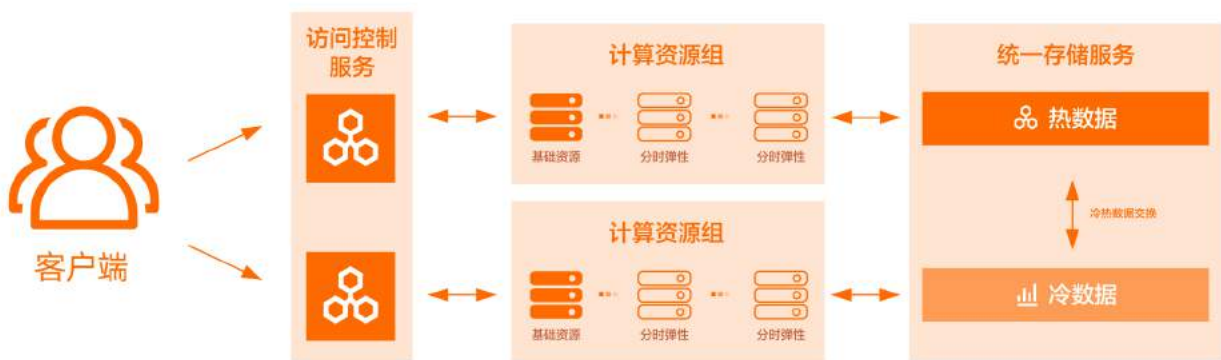 客户端
访问控制
服务
计算资源组
基础资源
分时弹性
分时弹性
计算资源组
基础资源
分时弹性
分时弹性
统一存储服务
热数据
冷热数据交换
冷数据